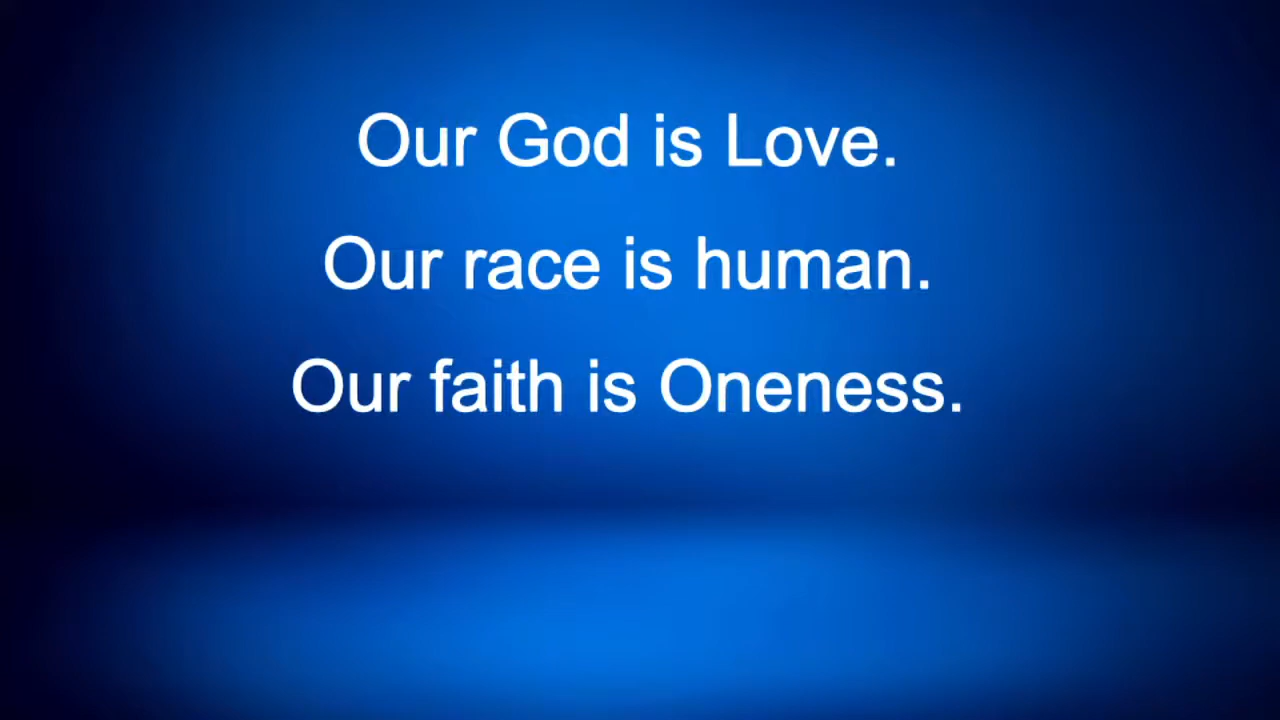 Our God is Love.
Our race is human.
Our faith is Oneness.